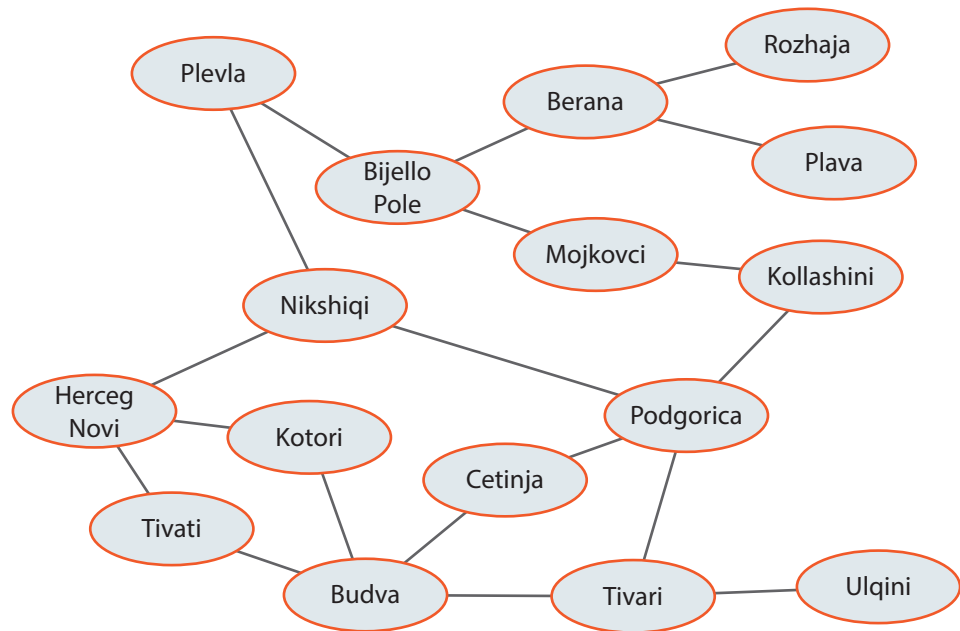 Rozhaja
Plevla
Berana
Plava
Bijello
Pole
Mojkovci
Kollashini
Nikshiqi
Herceg
Novi
Podgorica
Kotori
Cetinja
Tivati
Budva
Tivari
Ulqini